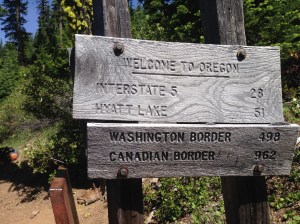 WELCOME TO OREGON
INTERSTATE 5 28
HYATT LAKE 51
WASHINGTON BORDER 498
CANADIAN BORDER 962